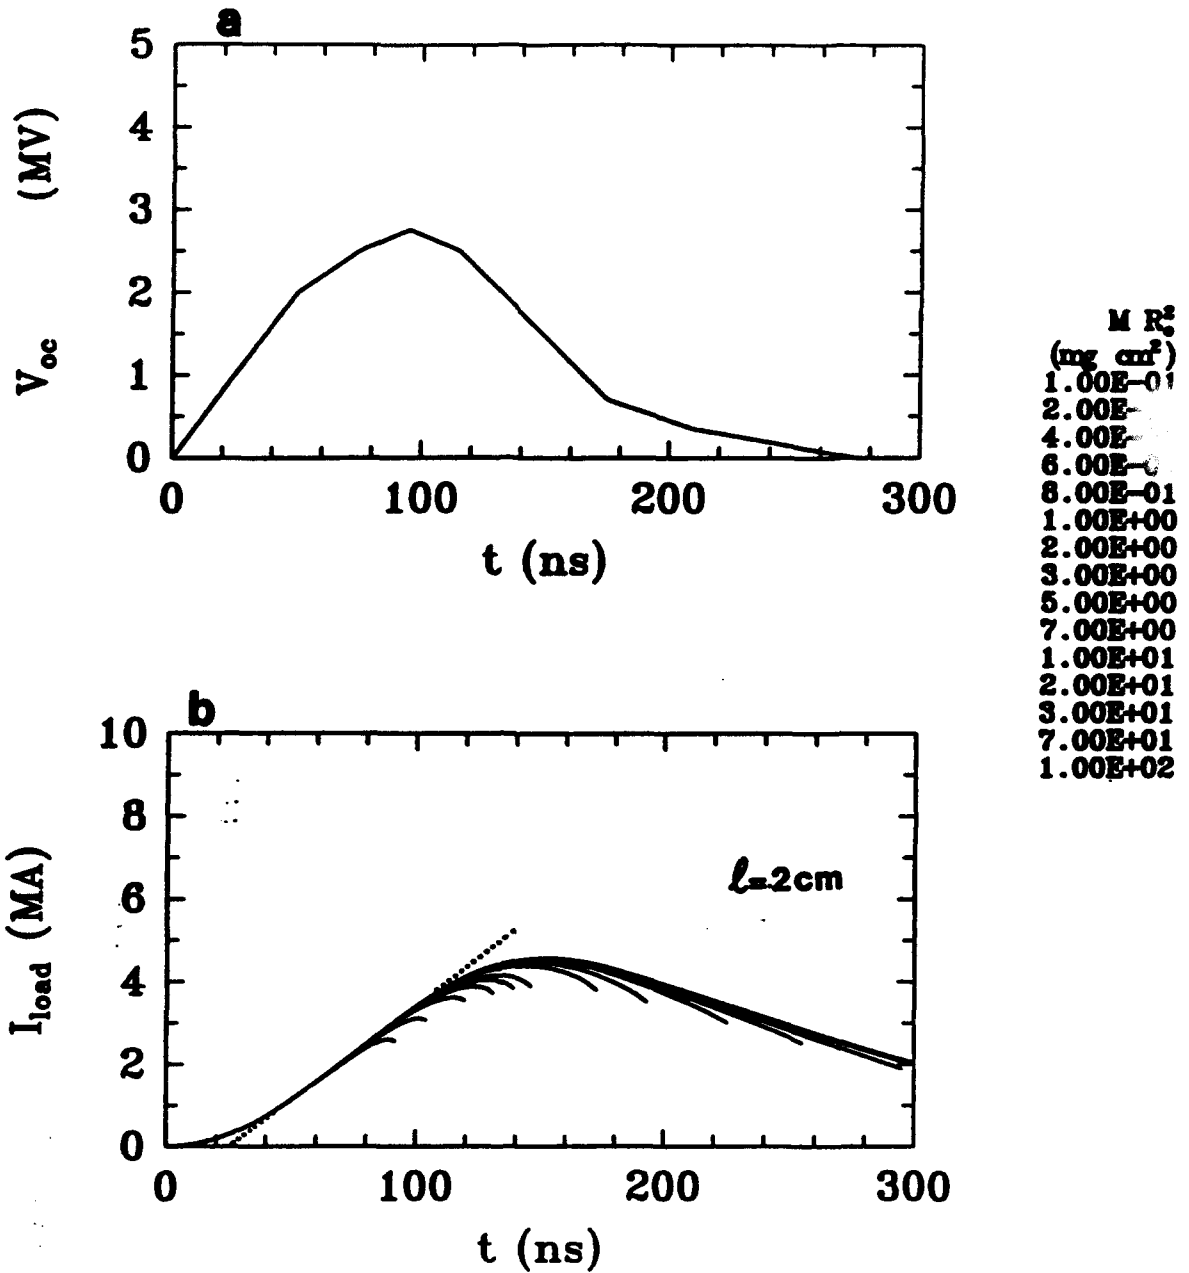 a
5
4
3
2
1
0
V_oc (MV)
0 100 200 300
t (ns)
M R_o^2
(mg cm²)
1.00E-01
2.00E-
4.00E-
6.00E-0
8.00E-01
1.00E+00
2.00E+00
3.00E+00
5.00E+00
7.00E+00
1.00E+01
2.00E+01
3.00E+01
7.00E+01
1.00E+02
b
10
8
6
4
2
0
I_load (MA)
ℓ=2cm
0 100 200 300
t (ns)